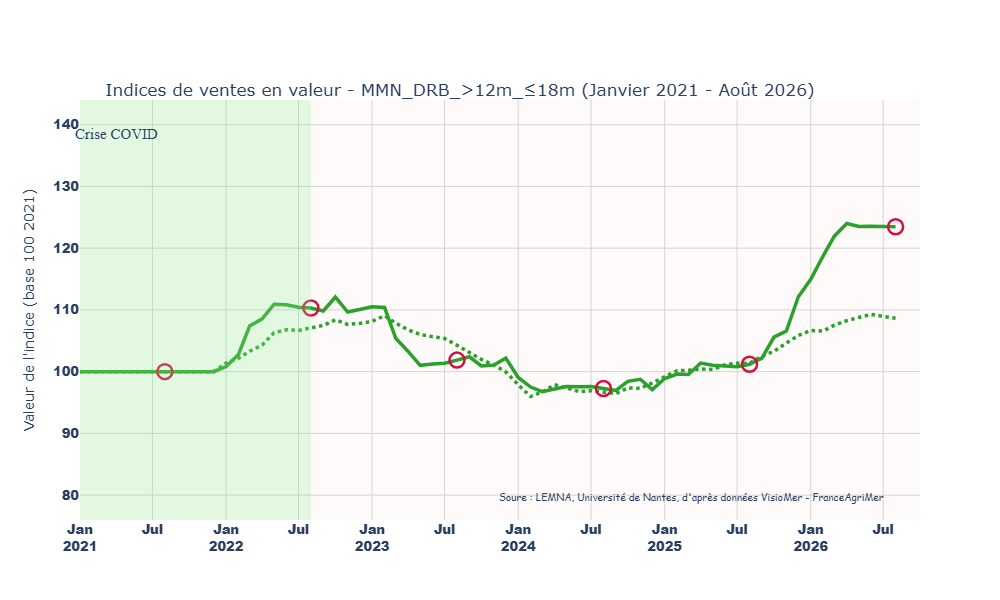 Indices de ventes en valeur - MMN_DRB_>12m_≤18m (Janvier 2021 - Août 2026)
Valeur de l'indice (base 100 2021)
140
Crise COVID
130
120
110
100
90
80
Soure : LEMNA, Université de Nantes, d'après données VisioMer - FranceAgriMer
Jan Jul Jan Jul Jan Jul Jan Jul Jan Jul Jan Jul
2021 2022 2023 2024 2025 2026